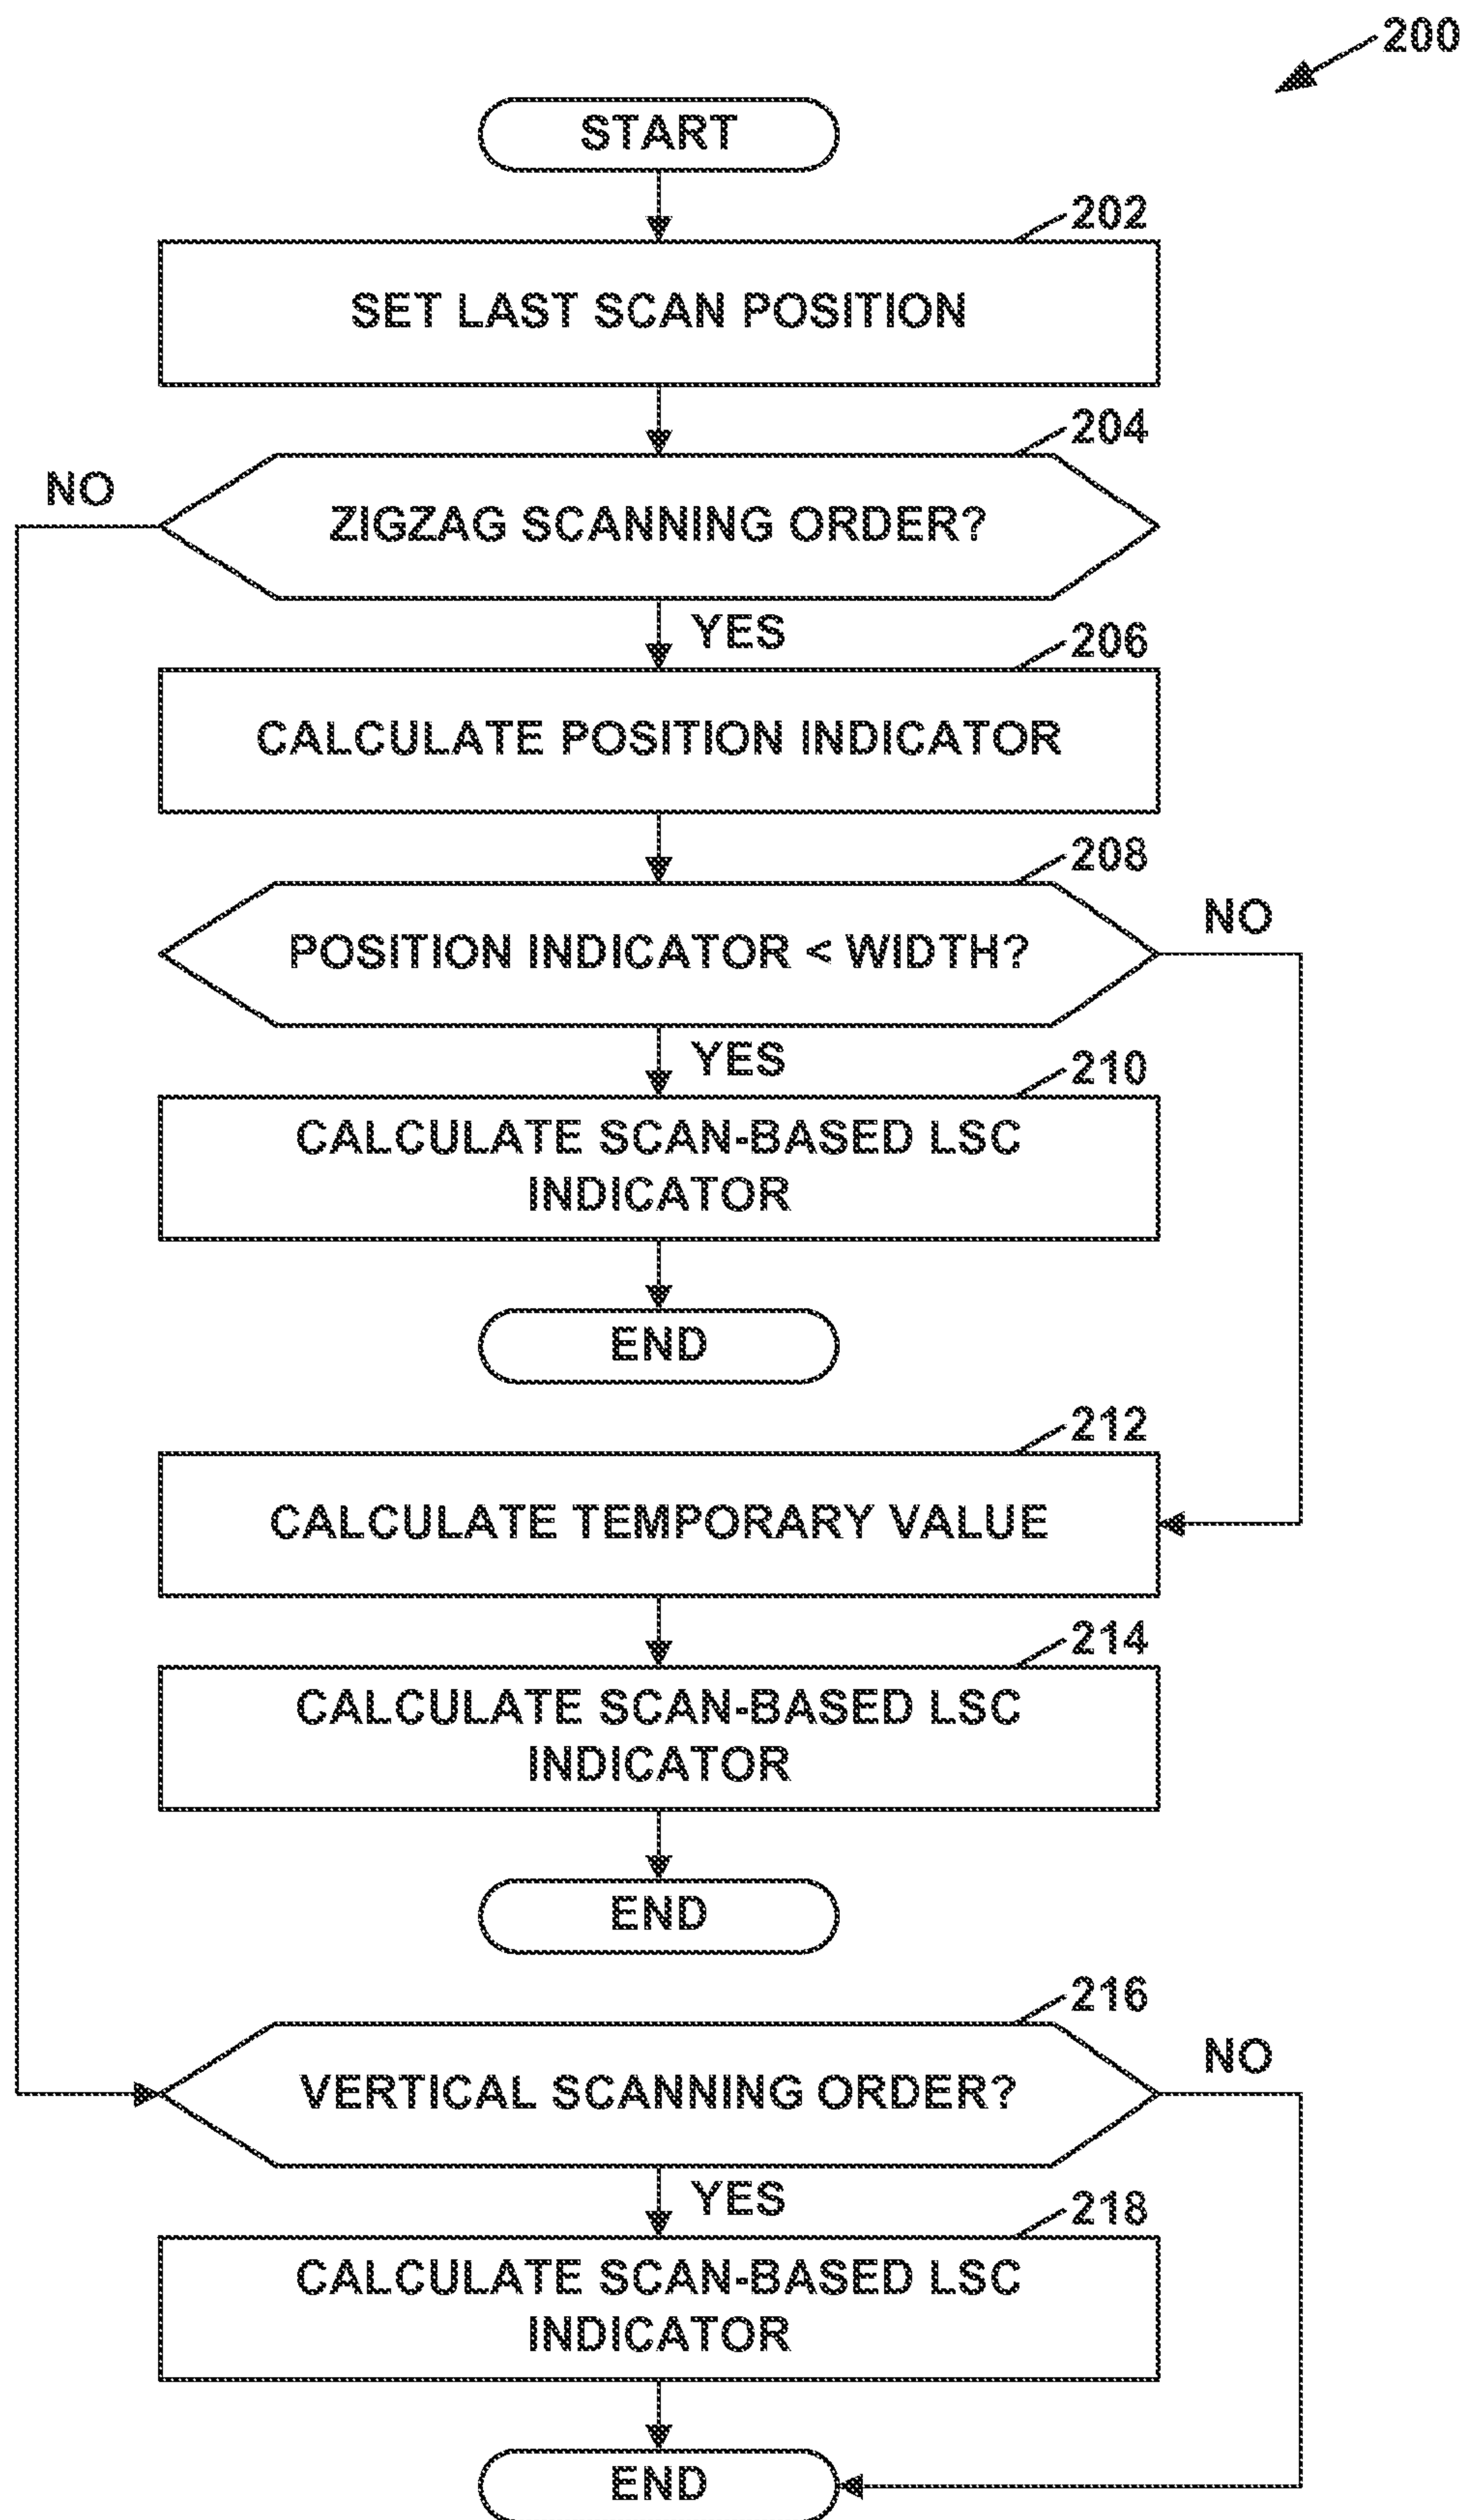 200
START
202
SET LAST SCAN POSITION
204
NO
ZIGZAG SCANNING ORDER?
YES
206
CALCULATE POSITION INDICATOR
208
NO
POSITION INDICATOR < WIDTH?
YES
210
CALCULATE SCAN-BASED LSC
INDICATOR
END
212
CALCULATE TEMPORARY VALUE
214
CALCULATE SCAN-BASED LSC
INDICATOR
END
216
NO
VERTICAL SCANNING ORDER?
YES
218
CALCULATE SCAN-BASED LSC
INDICATOR
END